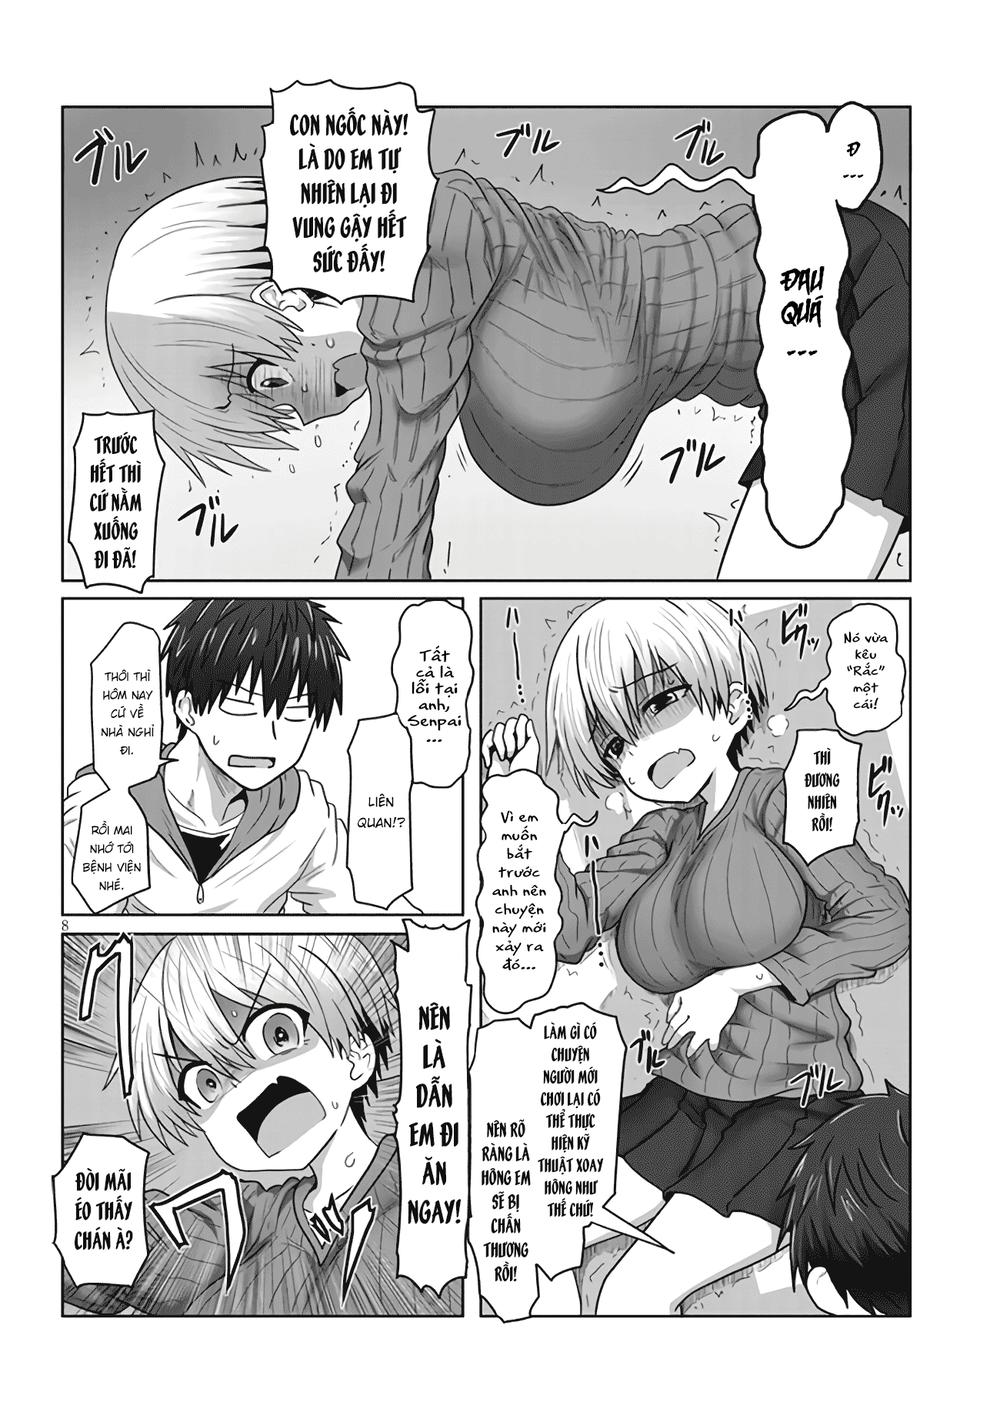 Đ
...
ĐAU
QUÁ
...
CON NGỐC NÀY!
LÀ DO EM TỰ
NHIÊN LẠI ĐI
VUNG GẬY HẾT
SỨC ĐẤY!
TRƯỚC
HẾT THÌ
CỨ NẰM
XUỐNG
ĐI ĐÃ!
ブル
ブル
ブル
ブル
ブル
Nó vừa
kêu
"Rắc"
một
cái!
THÌ
ĐƯƠNG
NHIÊN
RỒI!
Vì em
muốn
bắt
trước
anh nên
chuyện
này mới
xảy ra
đó...
LÀM GÌ CÓ
CHUYỆN
NGƯỜI MỚI
CHƠI LẠI CÓ
THỂ THỰC
HIỆN KỸ
THUẬT XOAY
HÔNG NHƯ
THẾ CHỨ!
NÊN RÕ
RÀNG LÀ
HÔNG EM
SẼ BỊ
CHẤN
THƯƠNG
RỒI!
ビクッ
ビクッ
ブル
ブル
Tất
cả là
lỗi tại
anh,
Senpai
...
LIÊN
QUAN!?
THÔI THÌ
HÔM NAY
CỨ VỀ
NHÀ NGHỈ
ĐI.
RỒI MAI
NHỚ TỚI
BỆNH VIỆN
NHÉ.
8
NÊN
LÀ
DẪN
EM ĐI
ĂN
NGAY!
ĐÒI MÃI
ÉO THẤY
CHÁN À?